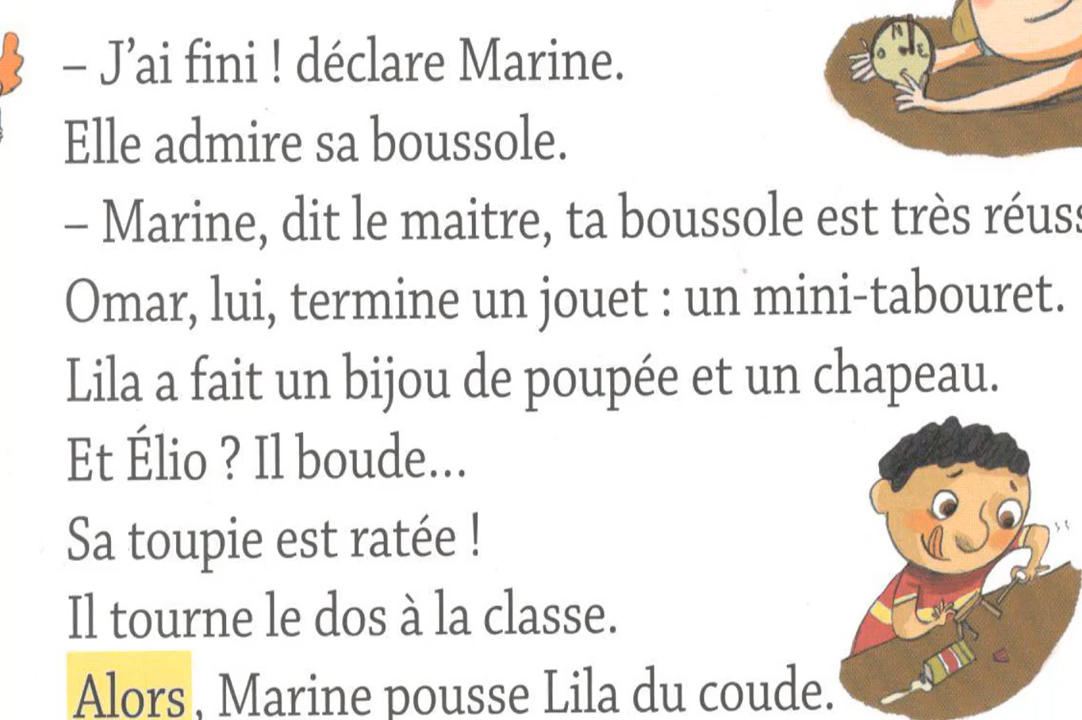 – J'ai fini ! déclare Marine.
Elle admire sa boussole.
– Marine, dit le maitre, ta boussole est très
Omar, lui, termine un jouet : un mini-tabouret.
Lila a fait un bijou de poupée et un chapeau.
Et Élio ? Il boude...
Sa toupie est ratée !
Il tourne le dos à la classe.
Alors, Marine pousse Lila du coude.
N
O E